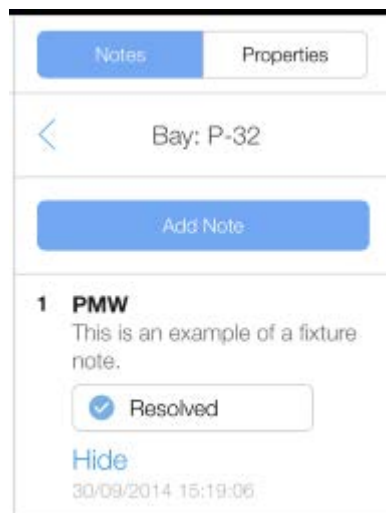 Notes Properties
Bay: P-32
Add Note
1 PMW
This is an example of a fixture
note.
Resolved
Hide
30/09/2014 15:19:06